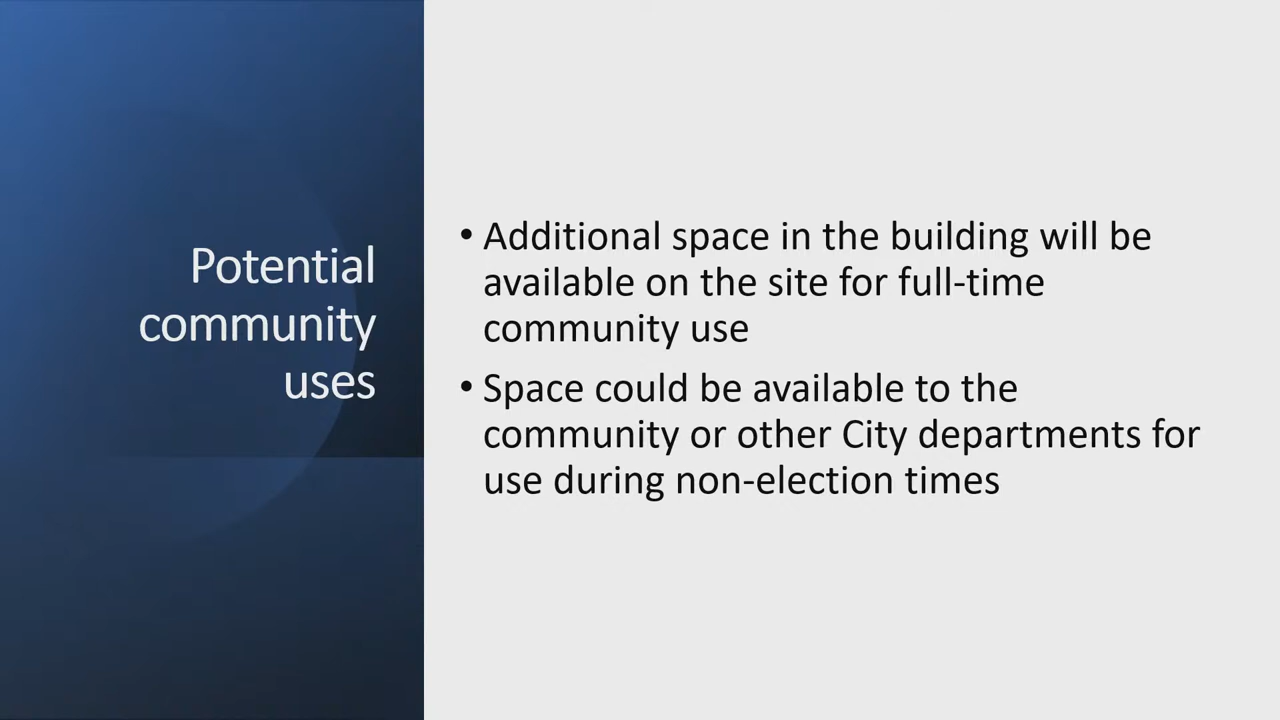 Potential
community
uses
• Additional space in the building will be
available on the site for full-time
community use
• Space could be available to the
community or other City departments for
use during non-election times